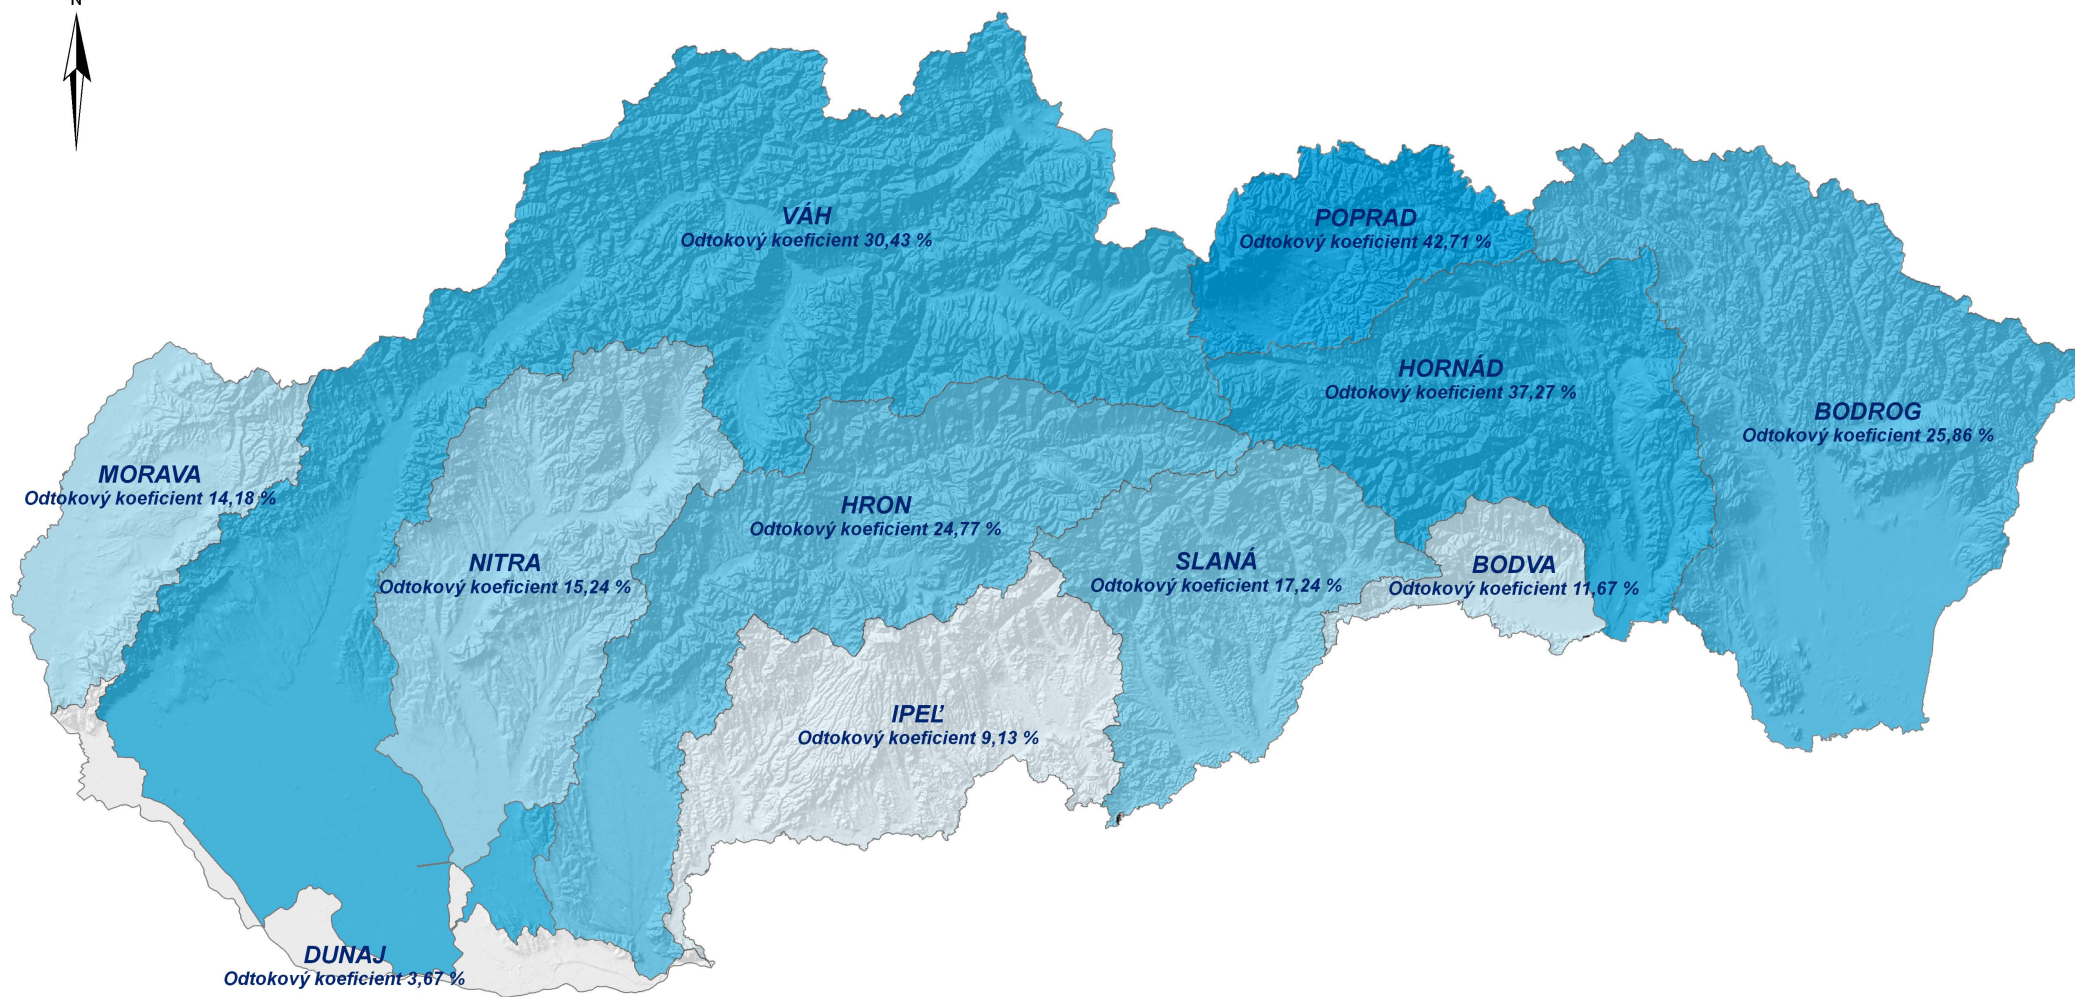 N
VÁH
Odtokový koeficient 30,43 %
POPRAD
Odtokový koeficient 42,71 %
HORNÁD
Odtokový koeficient 37,27 %
BODROG
Odtokový koeficient 25,86 %
MORAVA
Odtokový koeficient 14,18 %
HRON
Odtokový koeficient 24,77 %
NITRA
Odtokový koeficient 15,24 %
SLANÁ
Odtokový koeficient 17,24 %
BODVA
Odtokový koeficient 11,67 %
IPEĽ
Odtokový koeficient 9,13 %
DUNAJ
Odtokový koeficient 3,67 %